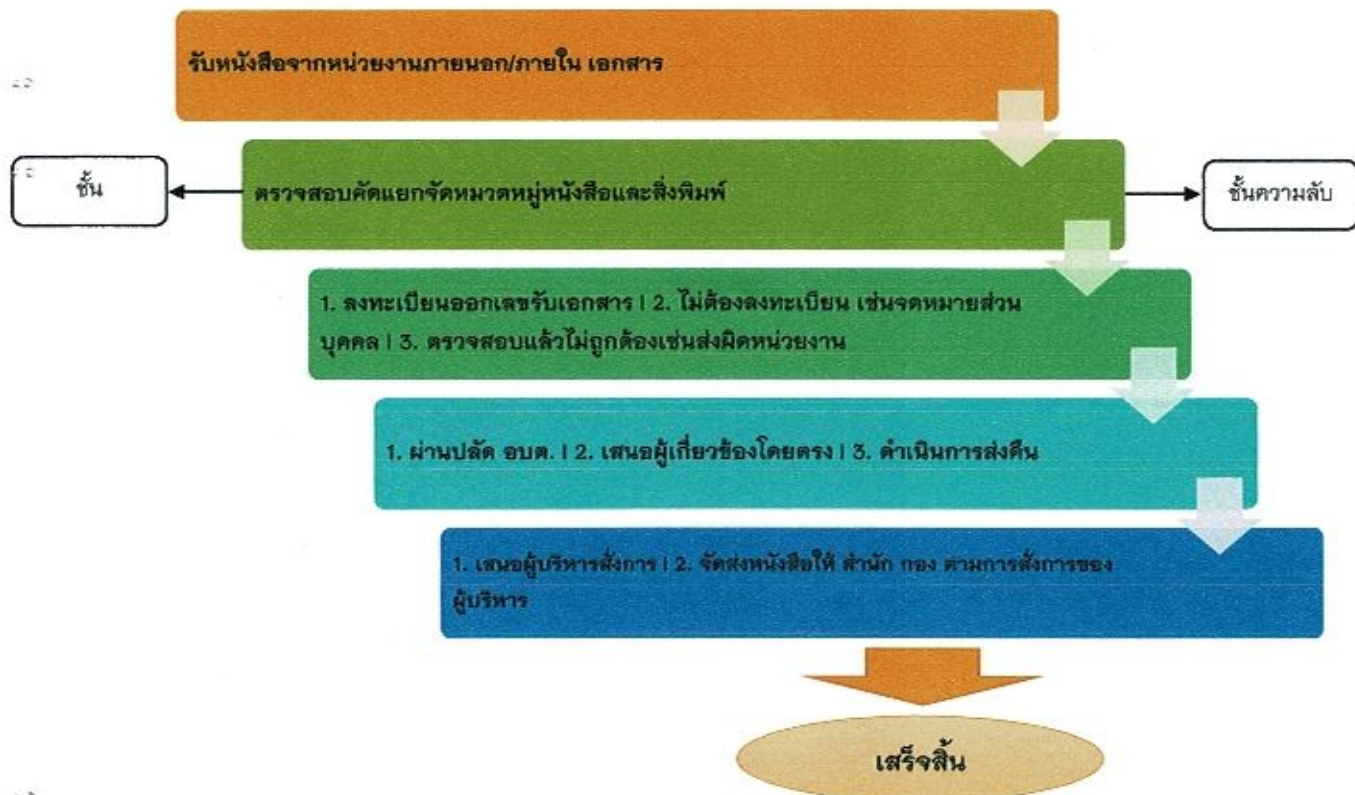 รับหนังสือจากหน่วยงานภายนอก/ภายใน เอกสาร
ชั้น
ตรวจสอบคัดแยกจัดหมวดหมู่หนังสือและสิ่งพิมพ์
ชั้นความลับ
1. ลงทะเบียนออกเลขรับเอกสาร | 2. ไม่ต้องลงทะเบียน เช่นจดหมายส่วน
บุคคล | 3. ตรวจสอบแล้วไม่ถูกต้องเช่นส่งผิดหน่วยงาน
1. ผ่านปลัด อบต. | 2. เสนอผู้เกี่ยวข้องโดยตรง | 3. ดำเนินการส่งคืน
1. เสนอผู้บริหารสั่งการ | 2. จัดส่งหนังสือให้ สำนัก กอง ตามการสั่งการของ
ผู้บริหาร
เสร็จสิ้น